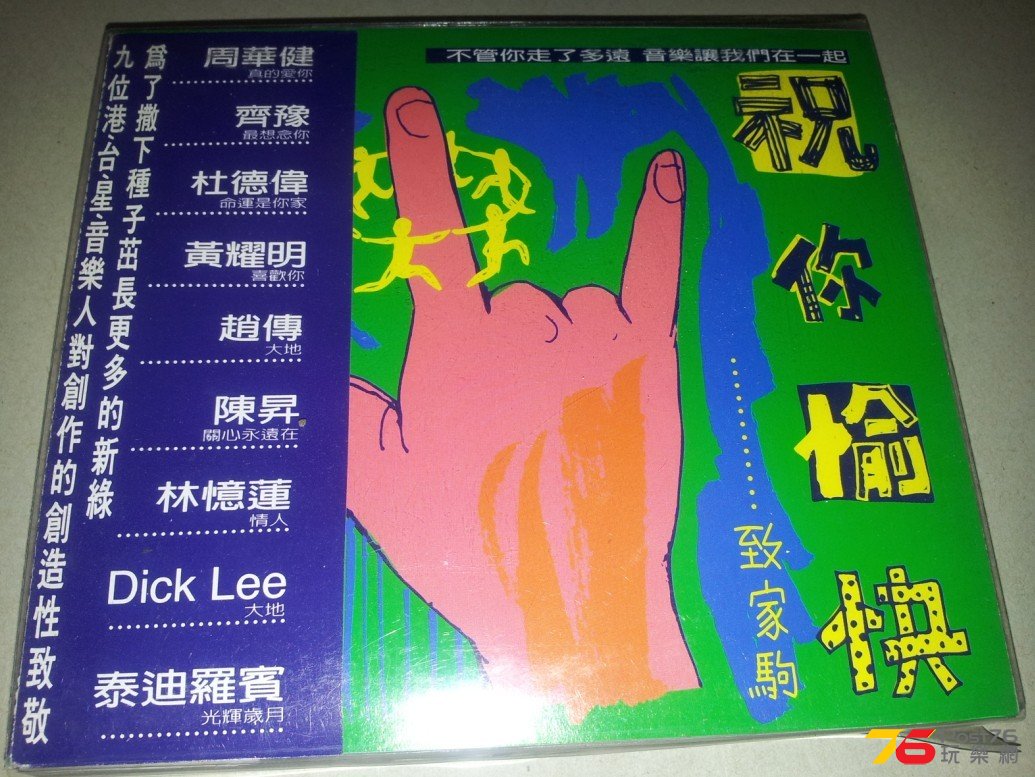 爲了撒下種子茁長更多的新綠
九位港·台·星音樂人對創作的創造性致敬
周華健
真的愛你
齊豫
最想念你
杜德偉
命運是你家
黃耀明
喜歡你
趙傳
大地
陳昇
關心永遠在
林憶蓮
情人
Dick Lee
大地
泰迪羅賓
光輝歲月
不管你走了多遠 音樂讓我們在一起
祝你愉快
…………致家駒
76
Post76
玩樂網